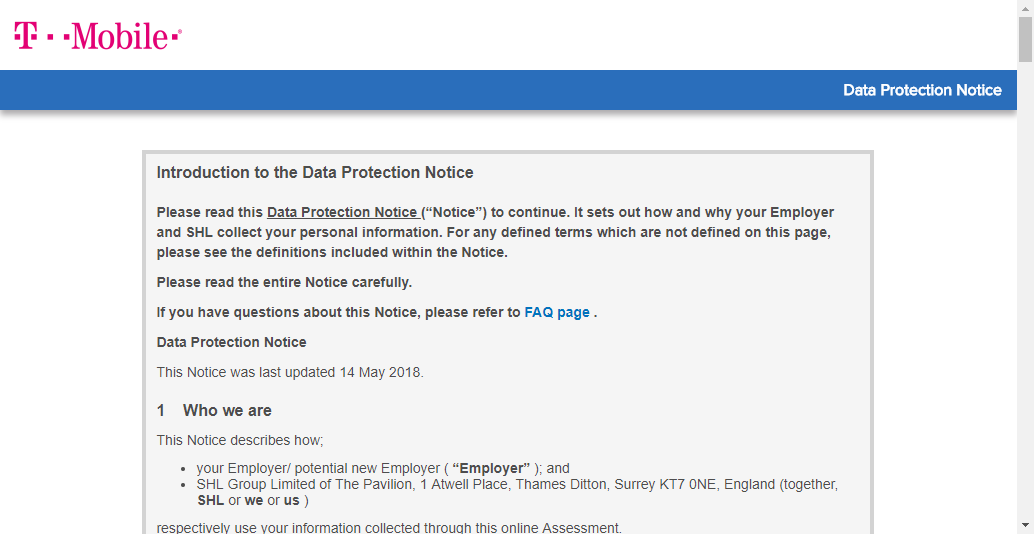 T · ·Mobile·®
Data Protection Notice
Introduction to the Data Protection Notice
Please read this Data Protection Notice (“Notice”) to continue. It sets out how and why your Employer
and SHL collect your personal information. For any defined terms which are not defined on this page,
please see the definitions included within the Notice.
Please read the entire Notice carefully.
If you have questions about this Notice, please refer to FAQ page .
Data Protection Notice
This Notice was last updated 14 May 2018.
1 Who we are
This Notice describes how;
• your Employer/ potential new Employer ( “Employer” ); and
• SHL Group Limited of The Pavilion, 1 Atwell Place, Thames Ditton, Surrey KT7 0NE, England (together,
SHL or we or us )
respectively use your information collected through this online Assessment.